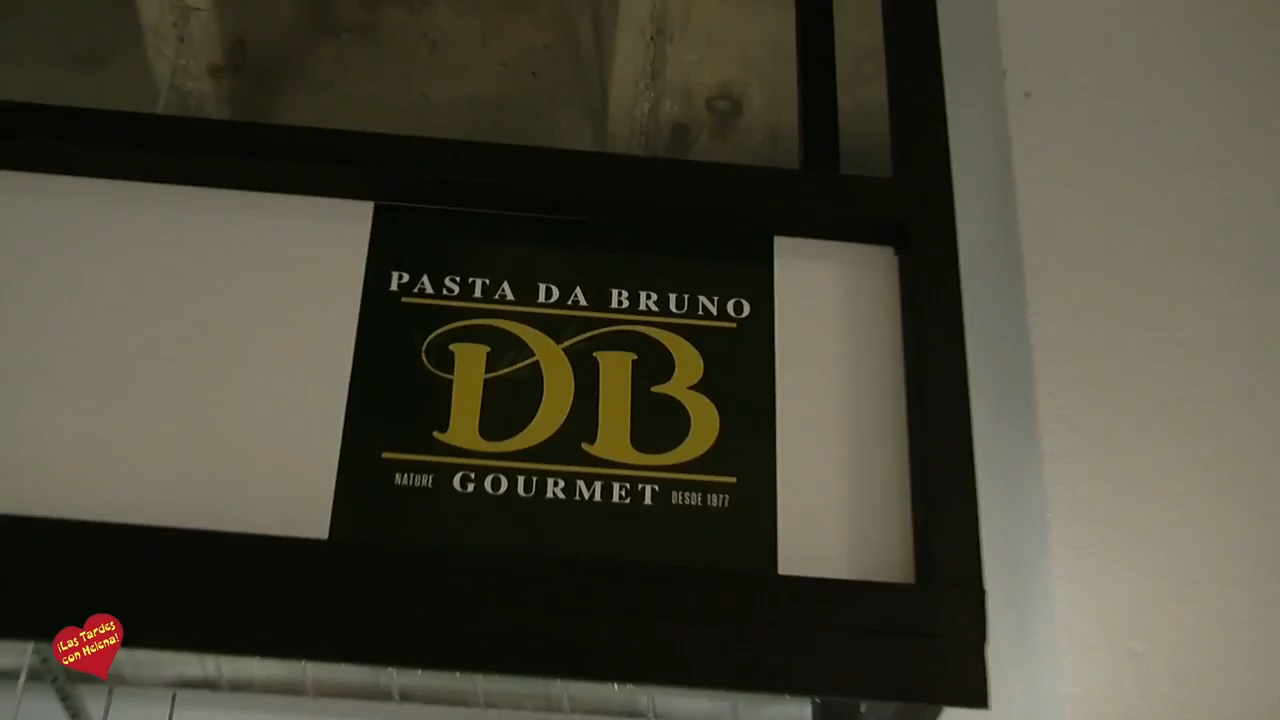 PASTA DA BRUNO
DB
NATURE GOURMET DESDE 1977
¡Las Tardes
con Helena!